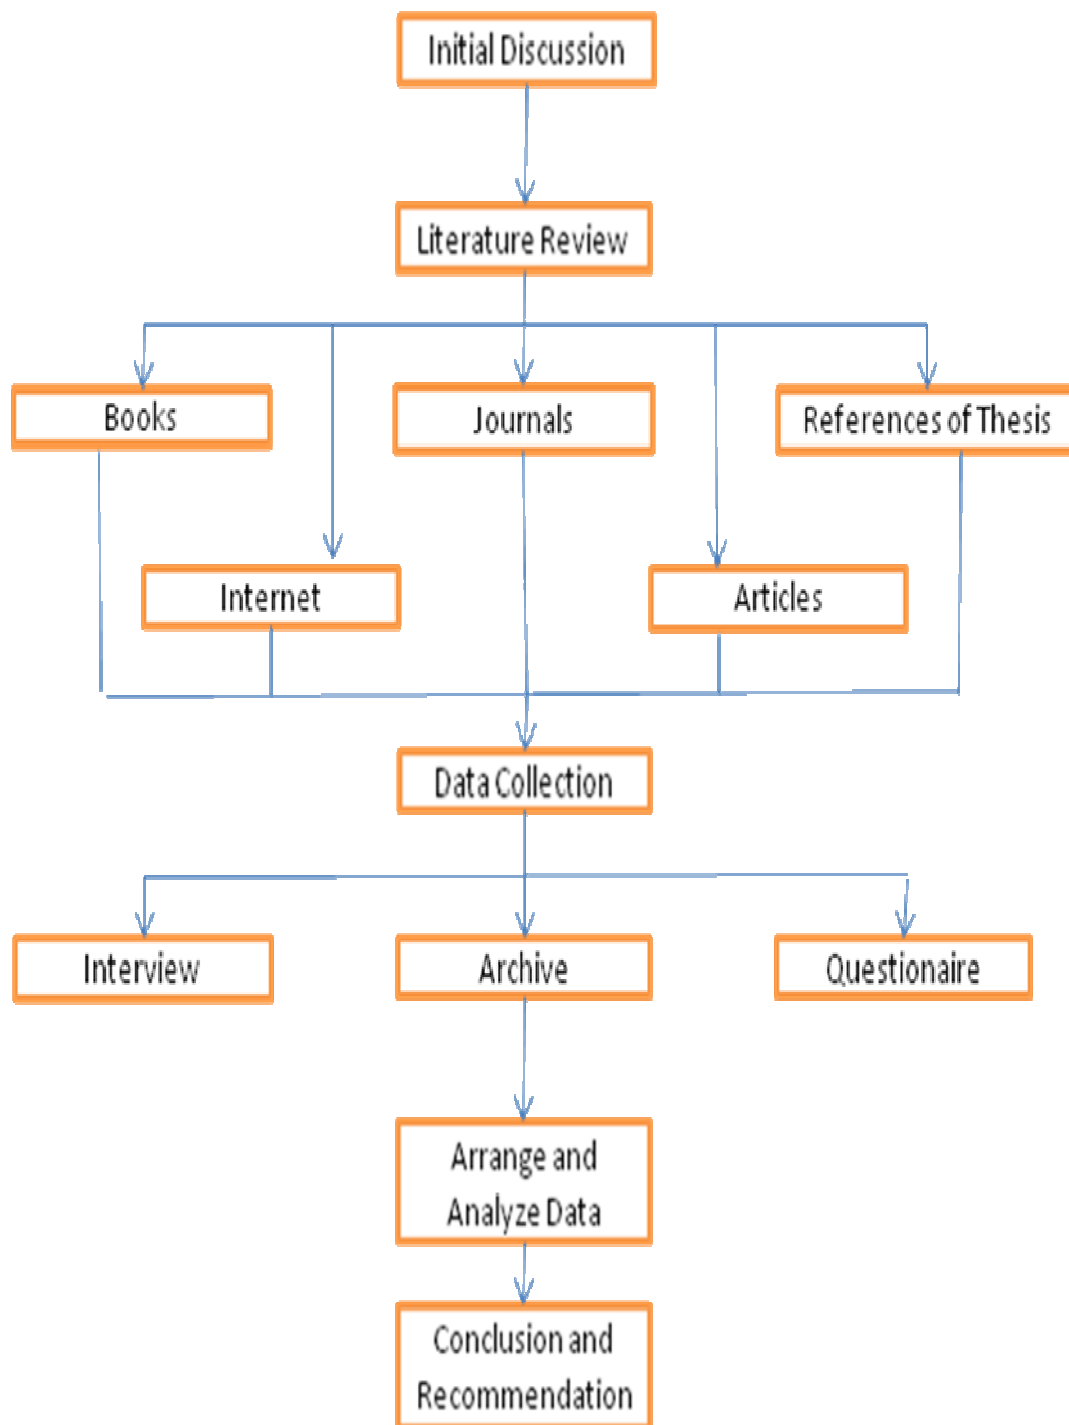 Initial Discussion
Literature Review
Books
Journals
References of Thesis
Internet
Articles
Data Collection
Interview
Archive
Questionaire
Arrange and
Analyze Data
Conclusion and
Recommendation